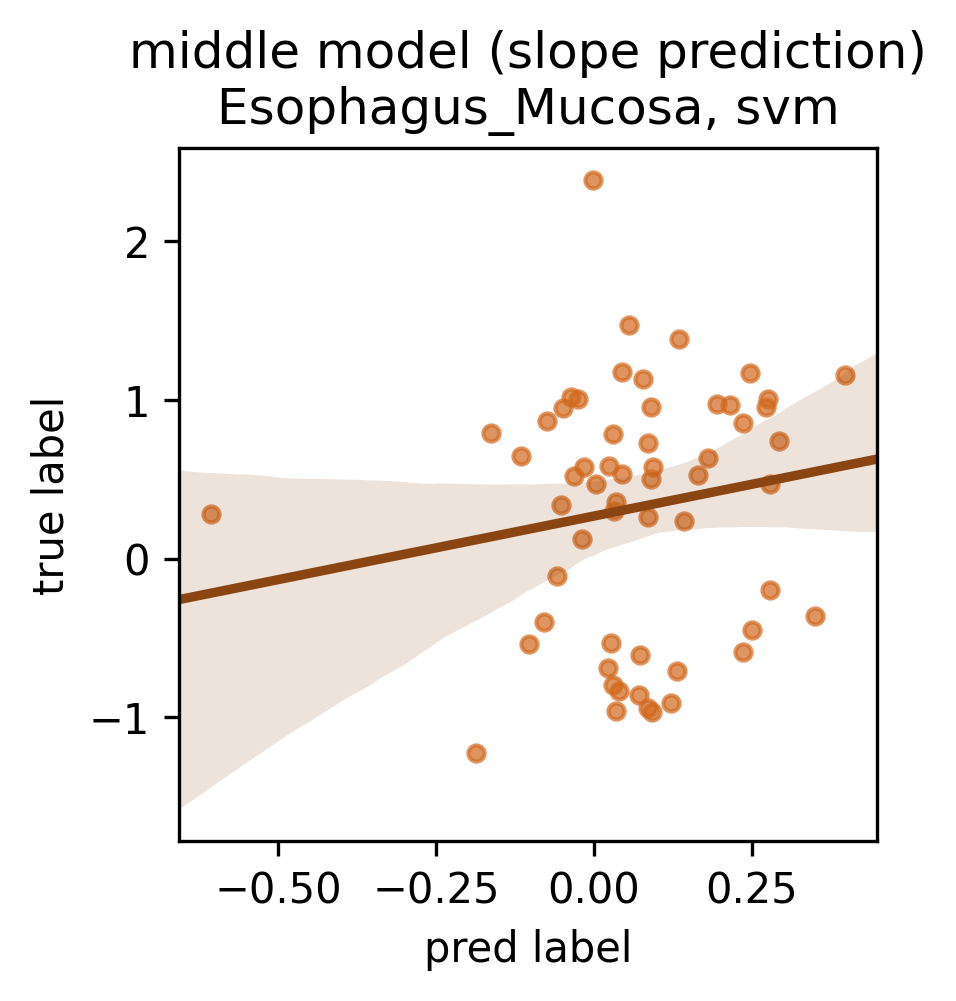 middle model (slope prediction)
Esophagus_Mucosa, svm
2
1
0
−1
true label
−0.50
−0.25
0.00
0.25
pred label